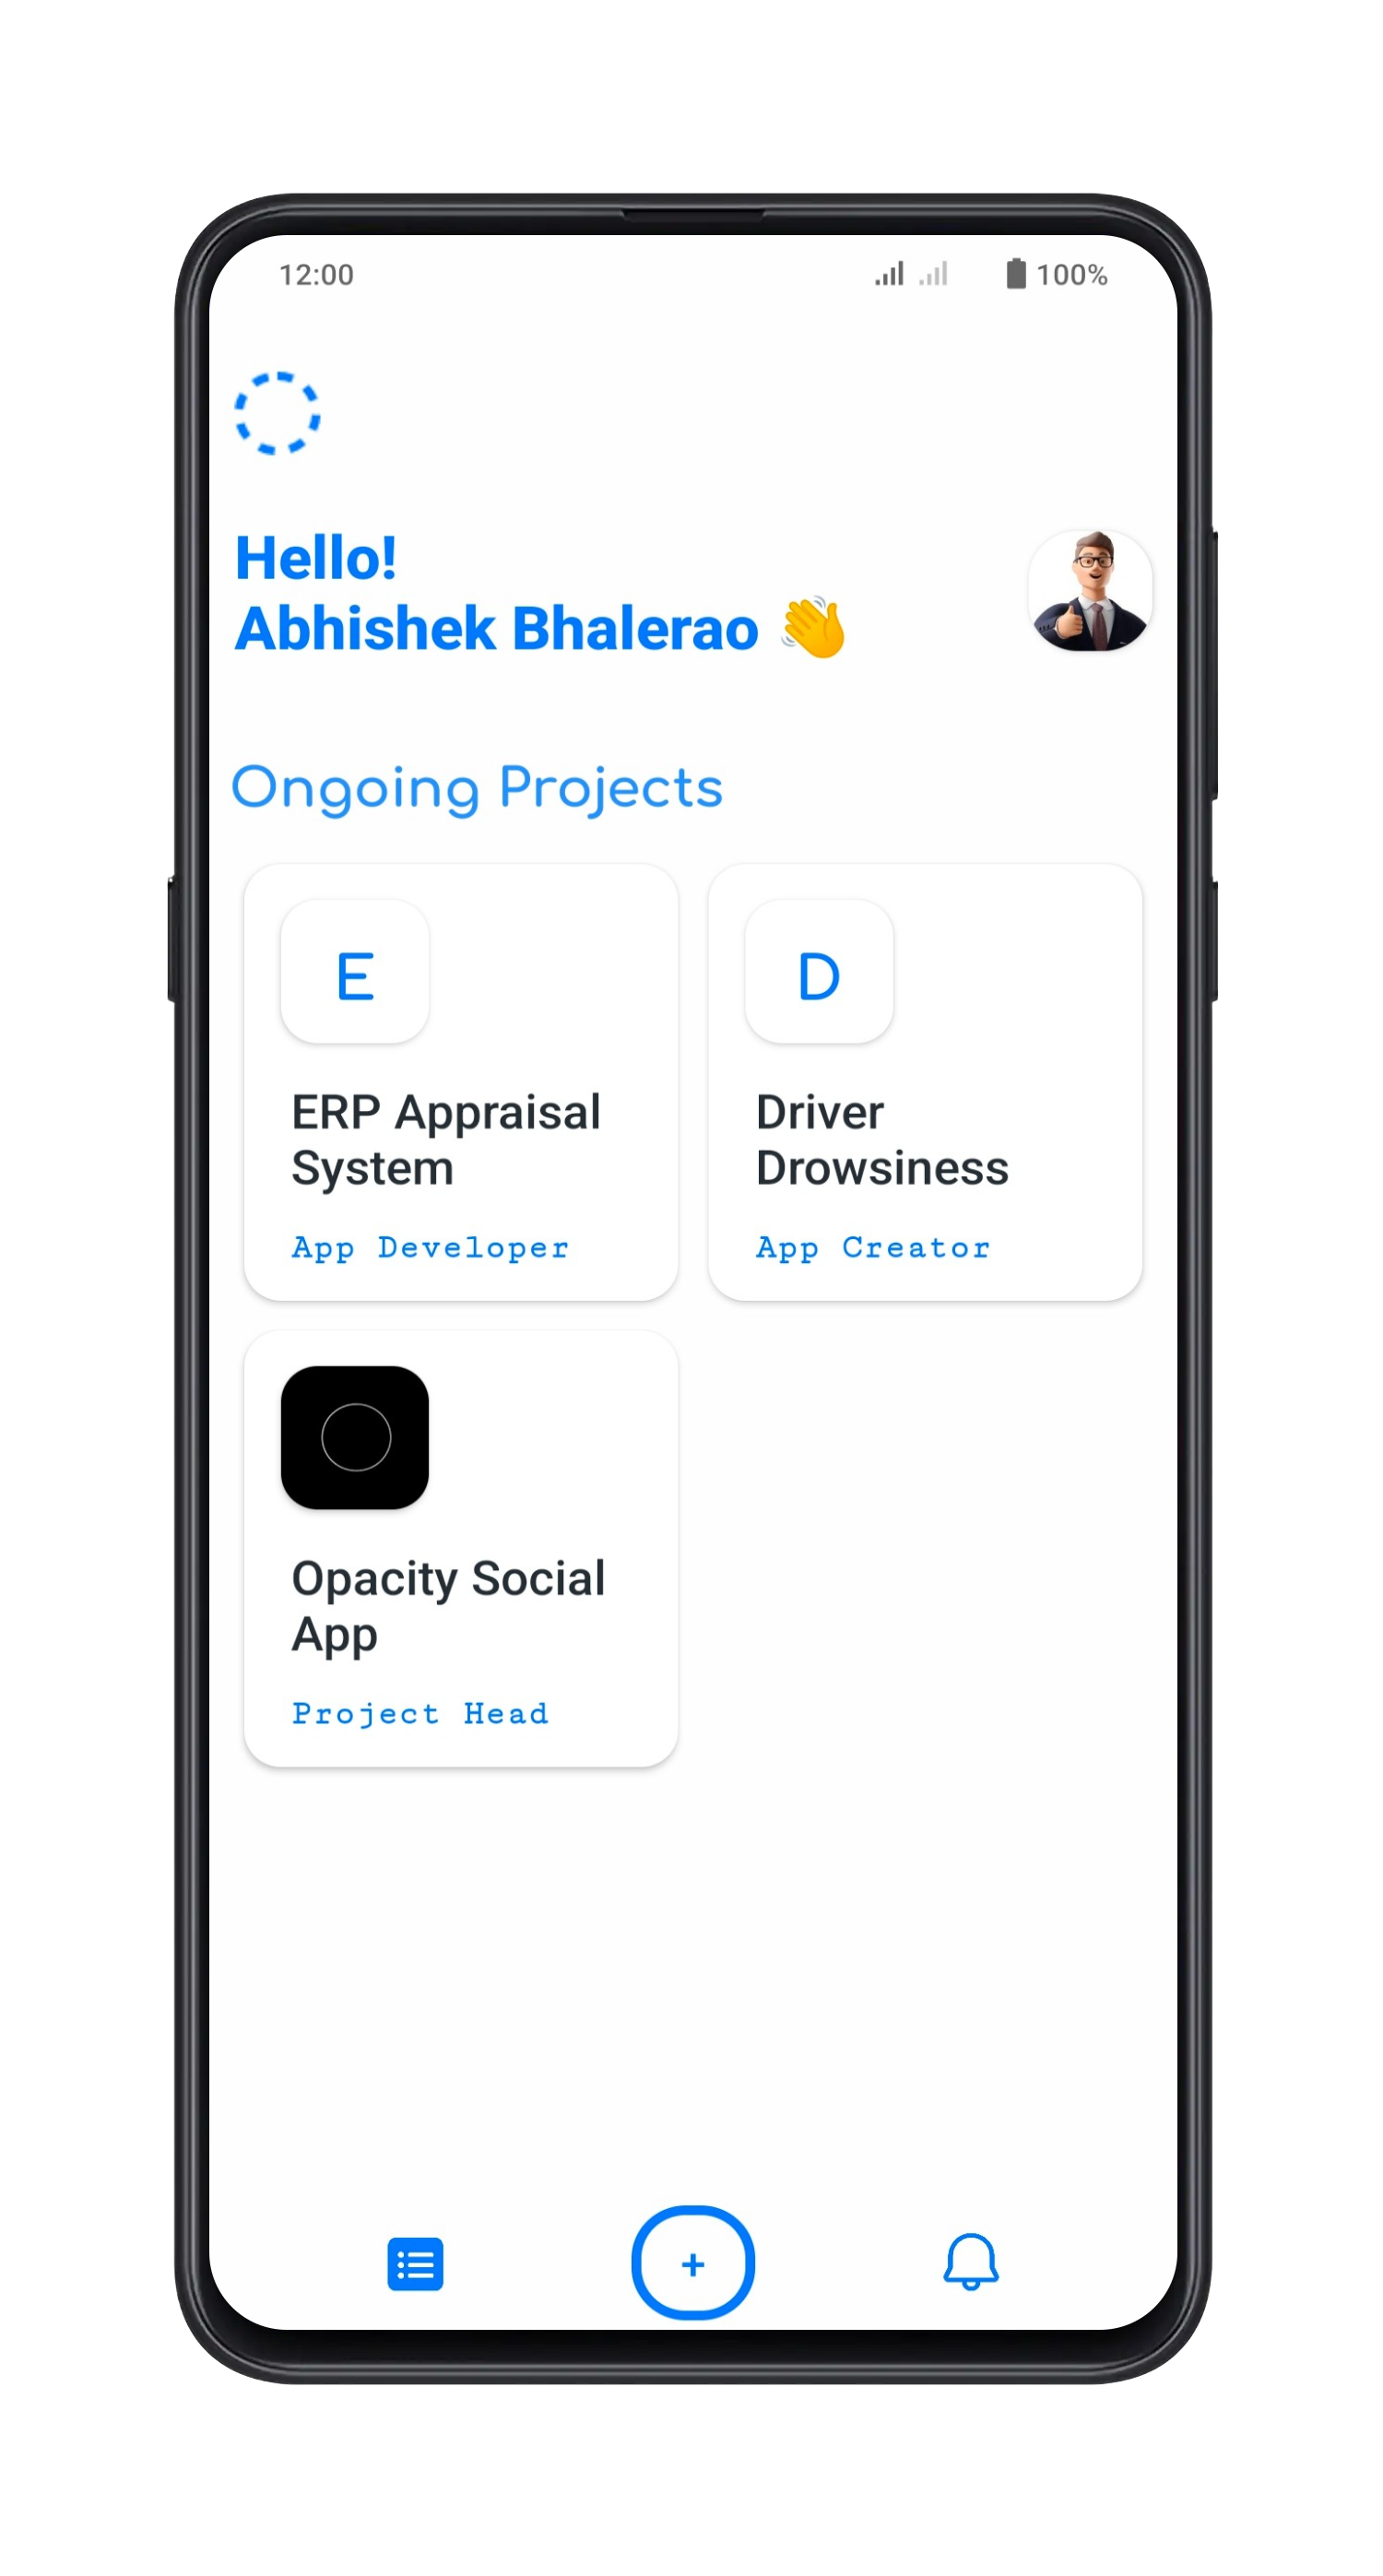 12:00
100%
Hello!
Abhishek Bhalerao 👋
Ongoing Projects
E
ERP Appraisal
System
App Developer
D
Driver
Drowsiness
App Creator
Opacity Social
App
Project Head
+